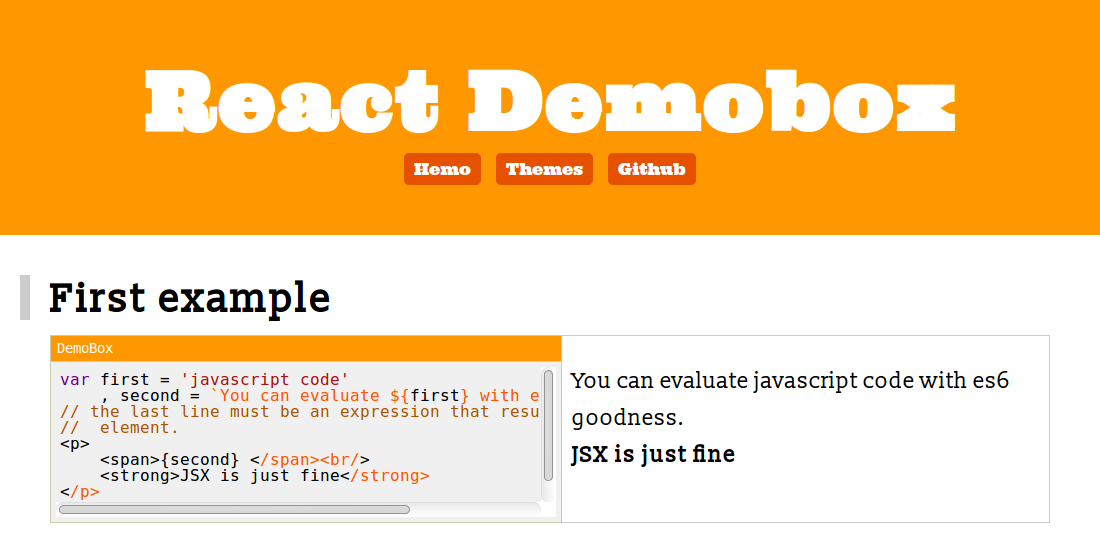 React Demobox
Hemo Themes Github
First example
DemoBox
var first = 'javascript code'
    , second = `You can evaluate ${first} with e
// the last line must be an expression that resu
//  element.
<p>
    <span>{second} </span><br/>
    <strong>JSX is just fine</strong>
</p>
You can evaluate javascript code with es6
goodness.
JSX is just fine